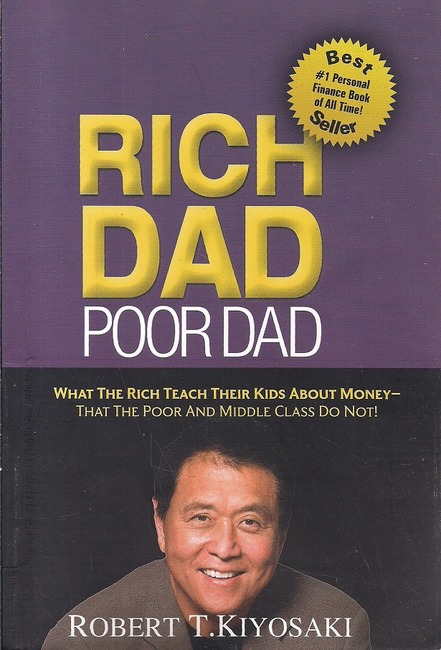 Best
#1 Personal
Finance Book
of All Time!
Seller
RICH
DAD
POOR DAD
WHAT THE RICH TEACH THEIR KIDS ABOUT MONEY–
THAT THE POOR AND MIDDLE CLASS DO NOT!
ROBERT T. KIYOSAKI